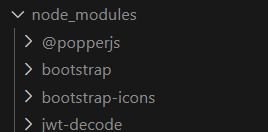 node_modules
@popperjs
bootstrap
bootstrap-icons
jwt-decode